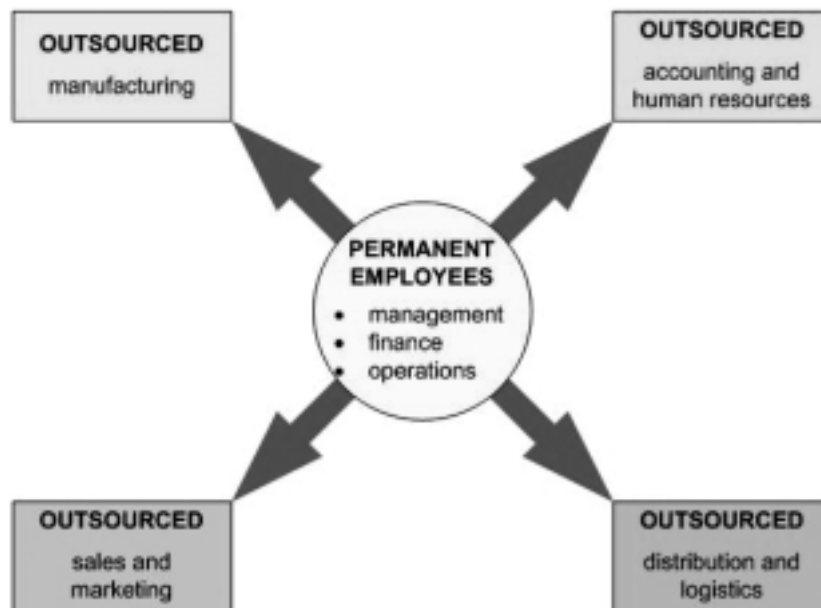 OUTSOURCED
manufacturing
OUTSOURCED
accounting and
human resources
PERMANENT
EMPLOYEES
• management
• finance
• operations
OUTSOURCED
sales and
marketing
OUTSOURCED
distribution and
logistics